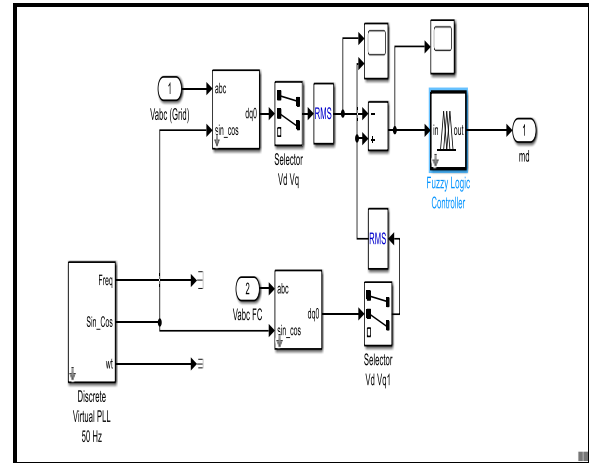 1
Vabc (Grid)
abc
sin_cos
dq0
Selector
Vd Vq
RMS
−
+
in out
Fuzzy Logic
Controller
1
md
RMS
Freq
Sin_Cos
wt
Discrete
Virtual PLL
50 Hz
2
Vabc FC
abc
sin_cos
dq0
Selector
Vd Vq1